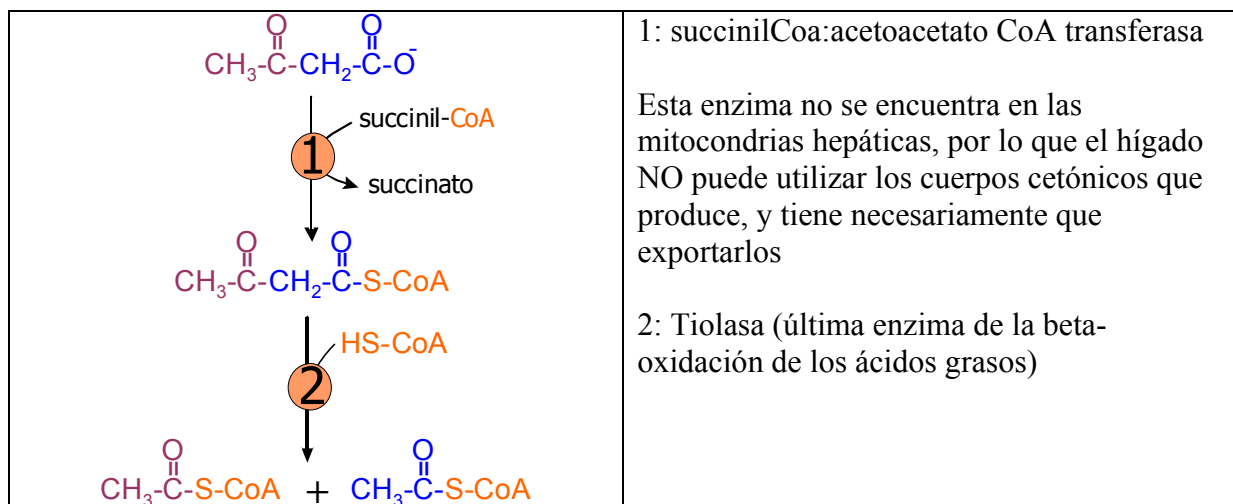 O O
CH3-C-CH2-C-O-
succinil-CoA
1
succinato
O O
CH3-C-CH2-C-S-CoA
HS-CoA
2
O O
CH3-C-S-CoA + CH3-C-S-CoA
1: succinilCoa:acetoacetato CoA transferasa
Esta enzima no se encuentra en las
mitocondrias hepáticas, por lo que el hígado
NO puede utilizar los cuerpos cetónicos que
produce, y tiene necesariamente que
exportarlos
2: Tiolasa (última enzima de la beta-
oxidación de los ácidos grasos)